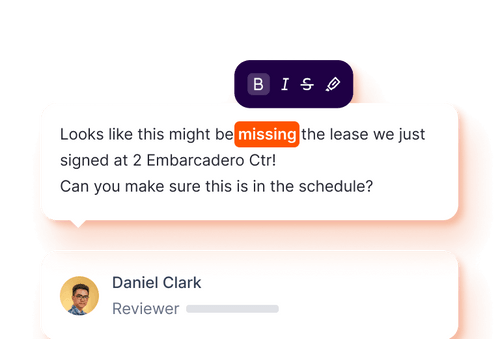 B I S
Looks like this might be missing the lease we just
signed at 2 Embarcadero Ctr!
Can you make sure this is in the schedule?
Daniel Clark
Reviewer